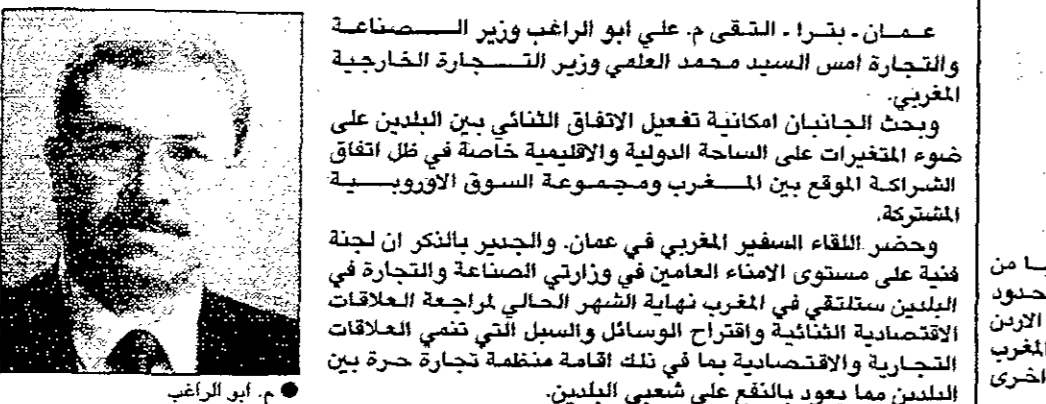 عمان ـ بترا ـ التقى م. علي ابو الراغب وزير الصناعة
والتجارة امس السيد محمد العلمي وزير التجارة الخارجية
المغربي.
وبحث الجانبان امكانية تفعيل الاتفاق الثنائي بين البلدين على
ضوء المتغيرات على الساحة الدولية والاقليمية خاصة في ظل اتفاق
الشراكة الموقع بين المغرب ومجموعة السوق الاوروبية
المشتركة.
وحضر اللقاء السفير المغربي في عمان. والجدير بالذكر ان لجنة
فنية على مستوى الامناء العامين في وزارتي الصناعة والتجارة في
البلدين ستلتقي في المغرب نهاية الشهر الحالي لمراجعة العلاقات
الاقتصادية الثنائية واقتراح الوسائل والسبل التي تنمي العلاقات
التجارية والاقتصادية بما في ذلك اقامة منظمة تجارة حرة بين
البلدين مما يعود بالنفع على شعبي البلدين.
● م. ابو الراغب
ـا من
حدود
الاردن
المغرب
اخرى